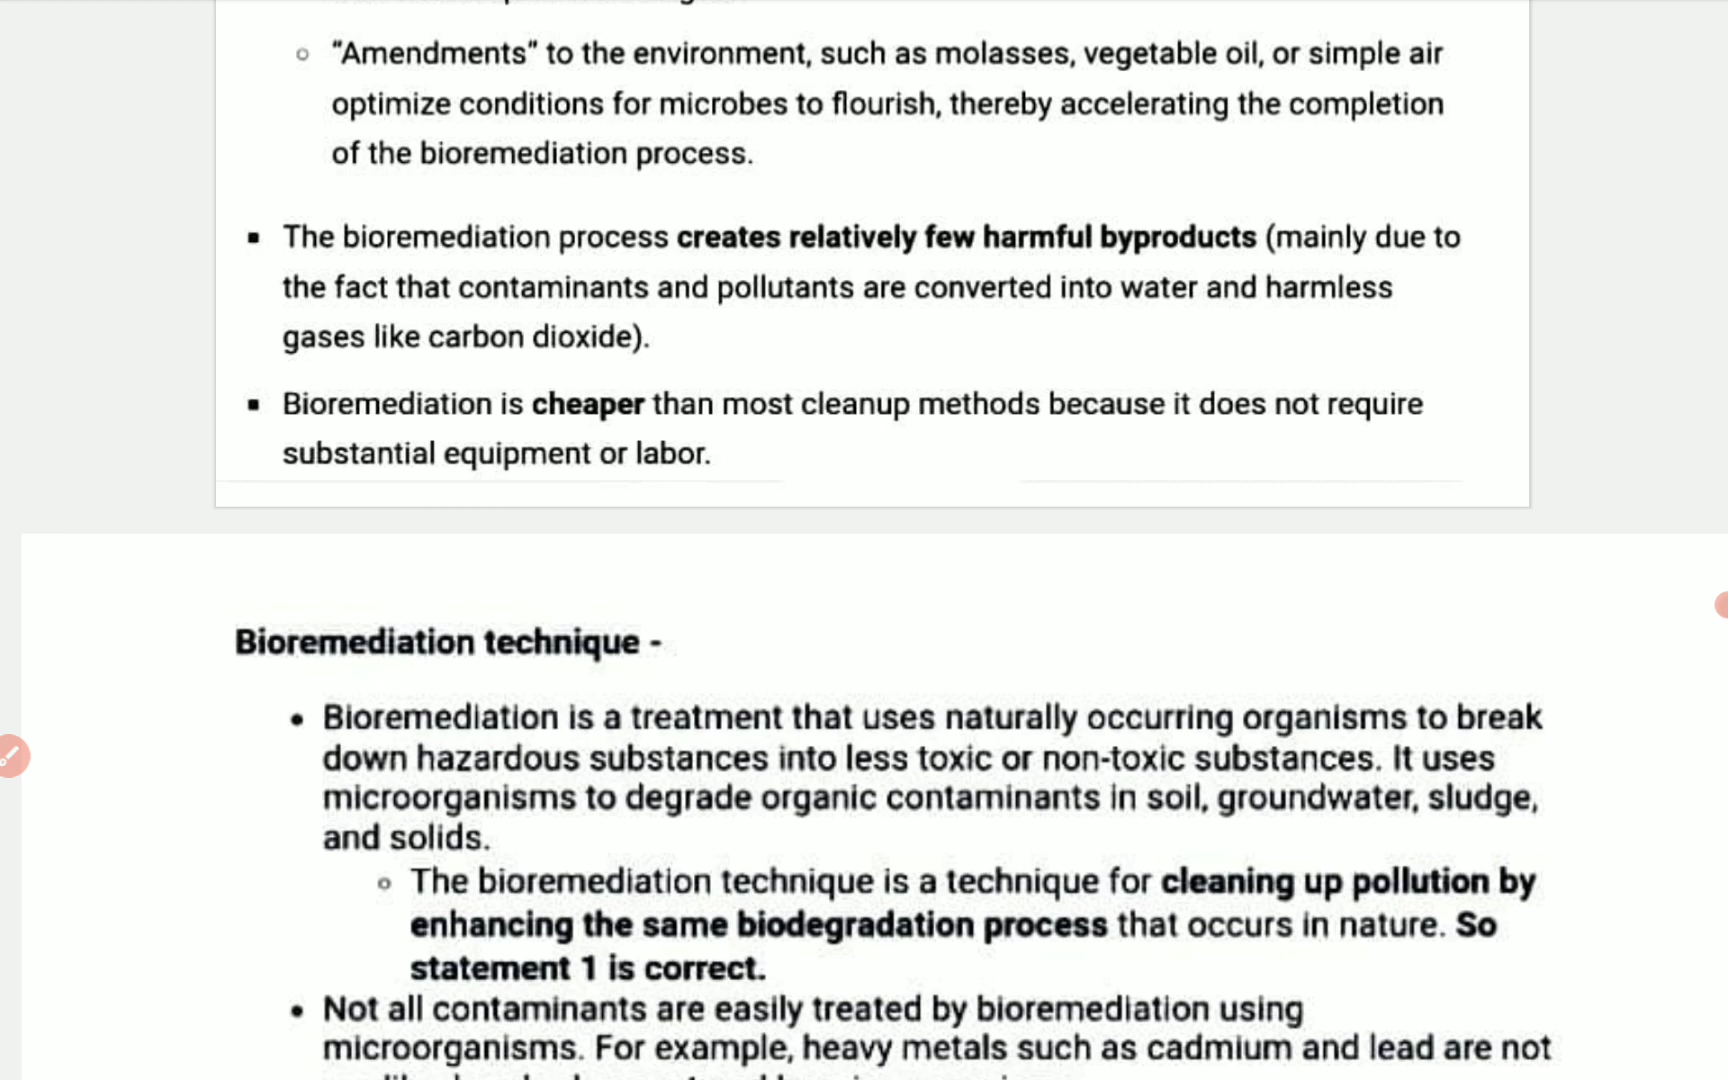 "Amendments" to the environment, such as molasses, vegetable oil, or simple air
optimize conditions for microbes to flourish, thereby accelerating the completion
of the bioremediation process.
The bioremediation process creates relatively few harmful byproducts (mainly due to
the fact that contaminants and pollutants are converted into water and harmless
gases like carbon dioxide).
Bioremediation is cheaper than most cleanup methods because it does not require
substantial equipment or labor.
Bioremediation technique -
Bioremediation is a treatment that uses naturally occurring organisms to break
down hazardous substances into less toxic or non-toxic substances. It uses
microorganisms to degrade organic contaminants in soil, groundwater, sludge,
and solids.
The bioremediation technique is a technique for cleaning up pollution by
enhancing the same biodegradation process that occurs in nature. So
statement 1 is correct.
Not all contaminants are easily treated by bioremediation using
microorganisms. For example, heavy metals such as cadmium and lead are not